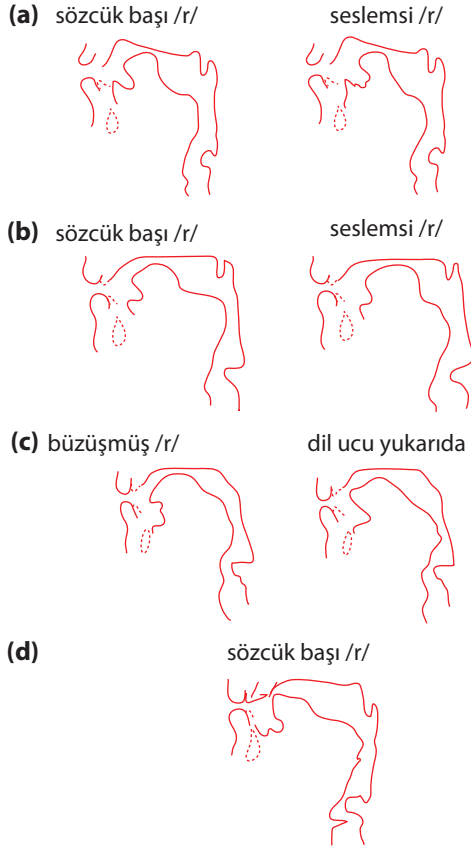 (a) sözcük başı /r/ seslemsi /r/
(b) sözcük başı /r/ seslemsi /r/
(c) büzüşmüş /r/ dil ucu yukarıda
(d) sözcük başı /r/